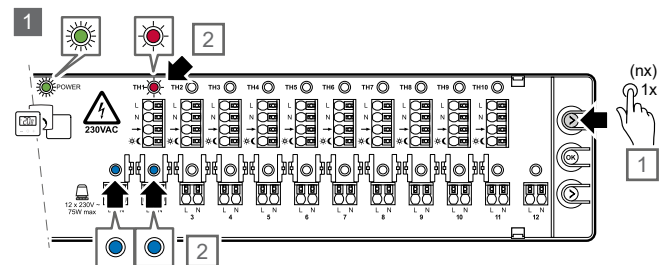 1
2
(nx)
1x
POWER
TH1 TH2 TH3 TH4 TH5 TH6 TH7 TH8 TH9 TH10
L L L L L L L L L L
N N N N N N N N N N
230VAC
OK
1
12 x 230V ~
75W max
L N L N L N L N L N L N L N L N L N L N
3 4 5 6 7 8 9 10 11 12
2